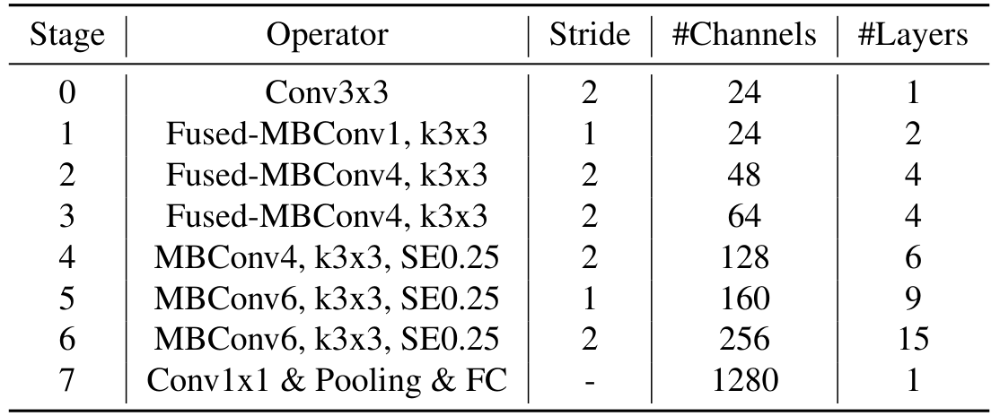 Stage Operator Stride #Channels #Layers
0 Conv3x3 2 24 1
1 Fused-MBConv1, k3x3 1 24 2
2 Fused-MBConv4, k3x3 2 48 4
3 Fused-MBConv4, k3x3 2 64 4
4 MBConv4, k3x3, SE0.25 2 128 6
5 MBConv6, k3x3, SE0.25 1 160 9
6 MBConv6, k3x3, SE0.25 2 256 15
7 Conv1x1 & Pooling & FC - 1280 1